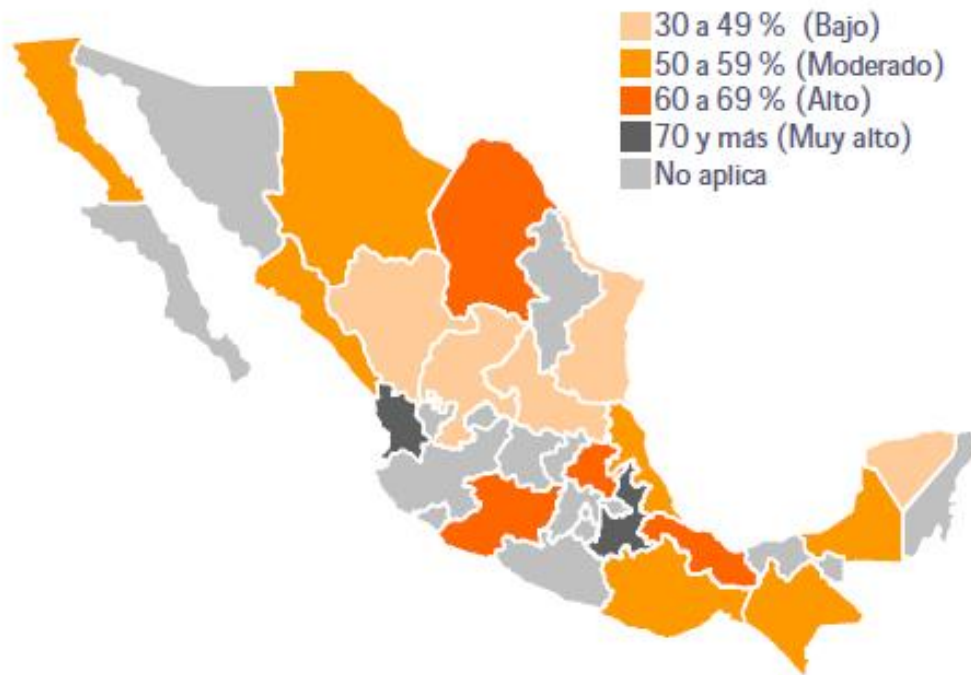 30 a 49 % (Bajo)
50 a 59 % (Moderado)
60 a 69 % (Alto)
70 y más (Muy alto)
No aplica